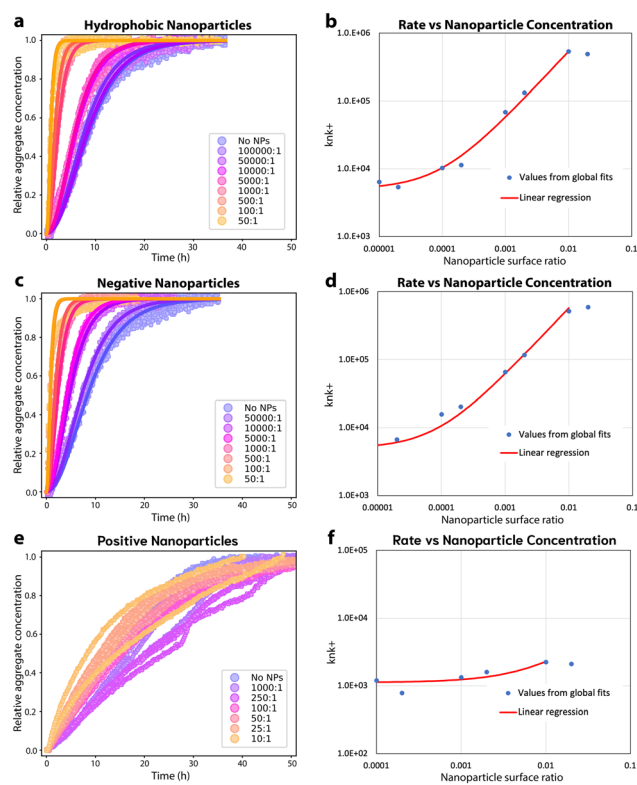 a
Hydrophobic Nanoparticles
Relative aggregate concentration
1.0
0.8
0.6
0.4
0.2
0.0
No NPs
100000:1
50000:1
10000:1
5000:1
1000:1
500:1
100:1
50:1
0 10 20 30 40 50
Time (h)
b
Rate vs Nanoparticle Concentration
knk+
1.0E+06
1.0E+05
1.0E+04
1.0E+03
Values from global fits
Linear regression
0.00001 0.0001 0.001 0.01 0.1
Nanoparticle surface ratio
c
Negative Nanoparticles
Relative aggregate concentration
1.0
0.8
0.6
0.4
0.2
0.0
No NPs
50000:1
10000:1
5000:1
1000:1
500:1
100:1
50:1
0 10 20 30 40 50
Time (h)
d
Rate vs Nanoparticle Concentration
knk+
1.0E+06
1.0E+05
1.0E+04
1.0E+03
Values from global fits
Linear regression
0.00001 0.0001 0.001 0.01 0.1
Nanoparticle surface ratio
e
Positive Nanoparticles
Relative aggregate concentration
1.0
0.8
0.6
0.4
0.2
0.0
No NPs
1000:1
250:1
100:1
50:1
25:1
10:1
0 10 20 30 40 50
Time (h)
f
Rate vs Nanoparticle Concentration
knk+
1.0E+05
1.0E+04
1.0E+03
1.0E+02
Values from global fits
Linear regression
0.0001 0.001 0.01 0.1
Nanoparticle surface ratio